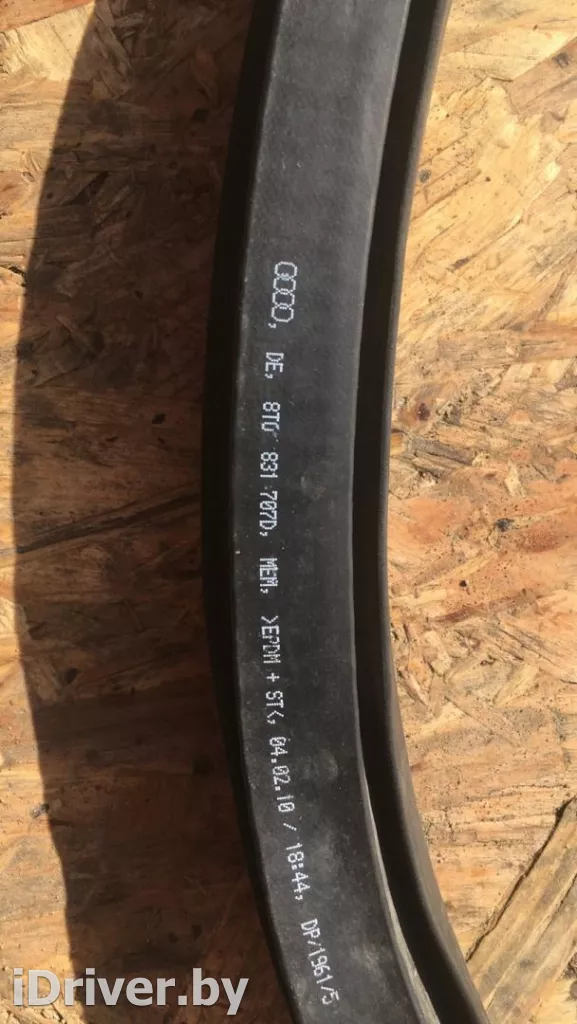 , DE, 8T0 831 707D, MEM, >EPDM + ST<, 04.02.10 / 18:44, DP/1961/5
iDriver.by